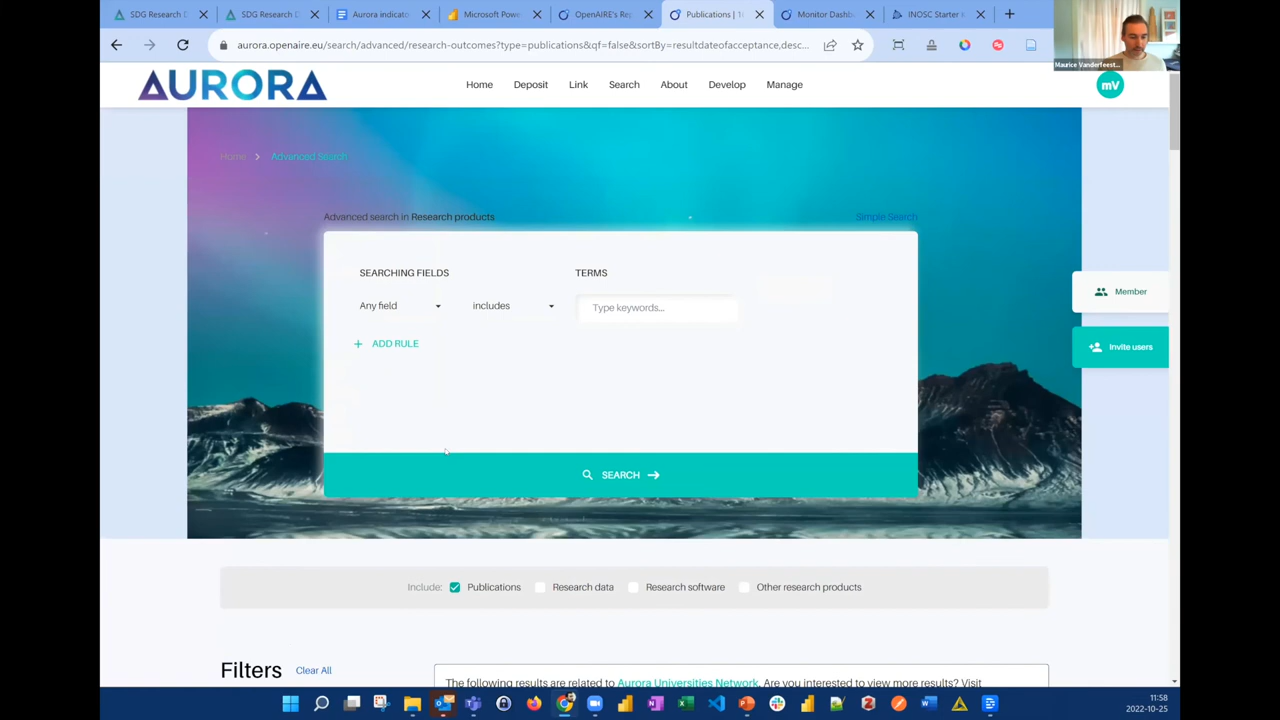 SDG Research D
SDG Research D
Aurora indicato
Microsoft Powe
OpenAIRE's Re
Publications | 1
Monitor Dashb
INOSC Starter k
aurora.openaire.eu/search/advanced/research-outcomes?type=publications&qf=false&sortBy=resultdateofacceptance,desc...
Maurice Vanderfeest...
AURORA
Home Deposit Link Search About Develop Manage
mV
Home > Advanced Search
Advanced search in Research products
Simple Search
SEARCHING FIELDS
TERMS
Any field
includes
Type keywords...
+ ADD RULE
Member
Invite users
SEARCH
Include: Publications Research data Research software Other research products
Filters Clear All
The following results are related to Aurora Universities Network. Are you interested to view more results? Visit
11:58
2022-10-25